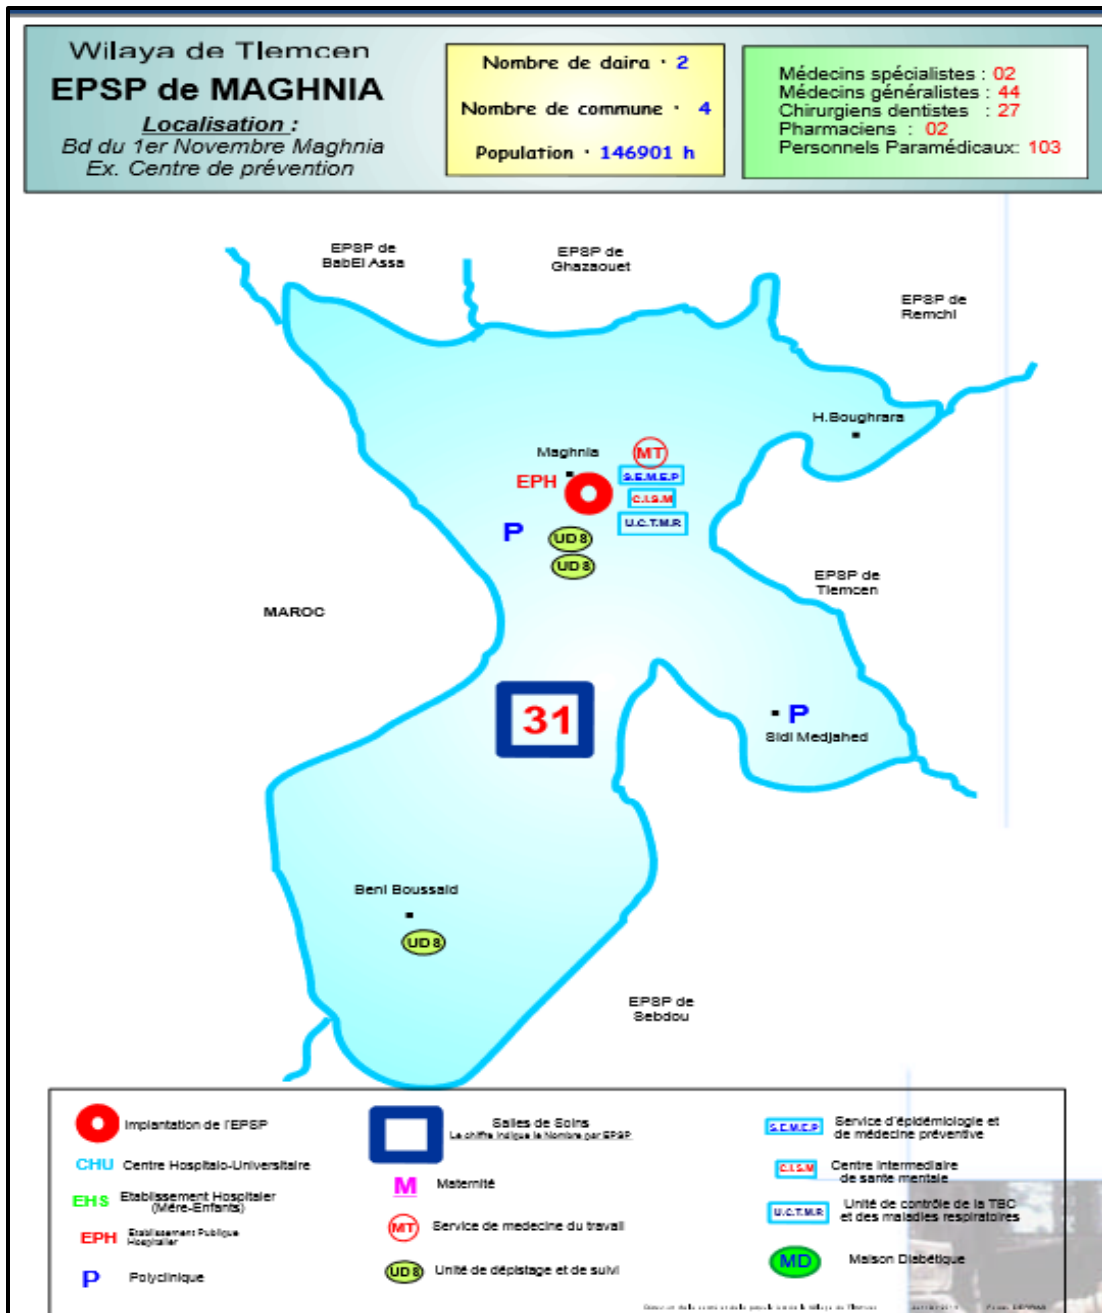 Wilaya de Tlemcen
EPSP de MAGHNIA
Localisation :
Bd du 1er Novembre Maghnia
Ex. Centre de prévention
Nombre de daira · 2
Nombre de commune · 4
Population · 146901 h
Médecins spécialistes : 02
Médecins généralistes : 44
Chirurgiens dentistes : 27
Pharmaciens : 02
Personnels Paramédicaux: 103
EPSP de
BabEl Assa
EPSP de
Ghazaouet
EPSP de
Remchi
H.Boughrara
Maghnia
MT
EPH
S.E.M.E.P
C.I.S.M
U.C.T.M.R
P
UD8
UD8
EPSP de
Tlemcen
MAROC
31
P
Sidi Medjahed
Beni Boussaid
UD8
EPSP de
Sebdou
Implantation de l'EPSP
CHU Centre Hospitalo-Universitaire
EHS Etablissement Hospitalier
(Mère-Enfants)
EPH Etablissement Publique
Hospitalier
P Polyclinique
Salles de Soins
Le chiffre indique le Nombre par EPSP
M Maternité
MT Service de medecine du travail
UD8 Unité de dépistage et de suivi
S.E.M.E.P Service d'épidémiologie et
de médecine préventive
C.I.S.M Centre Intermediaire
de sante mentale
U.C.T.M.R Unité de contrôle de la TBC
et des maladies respiratoires
MD Maison Diabétique